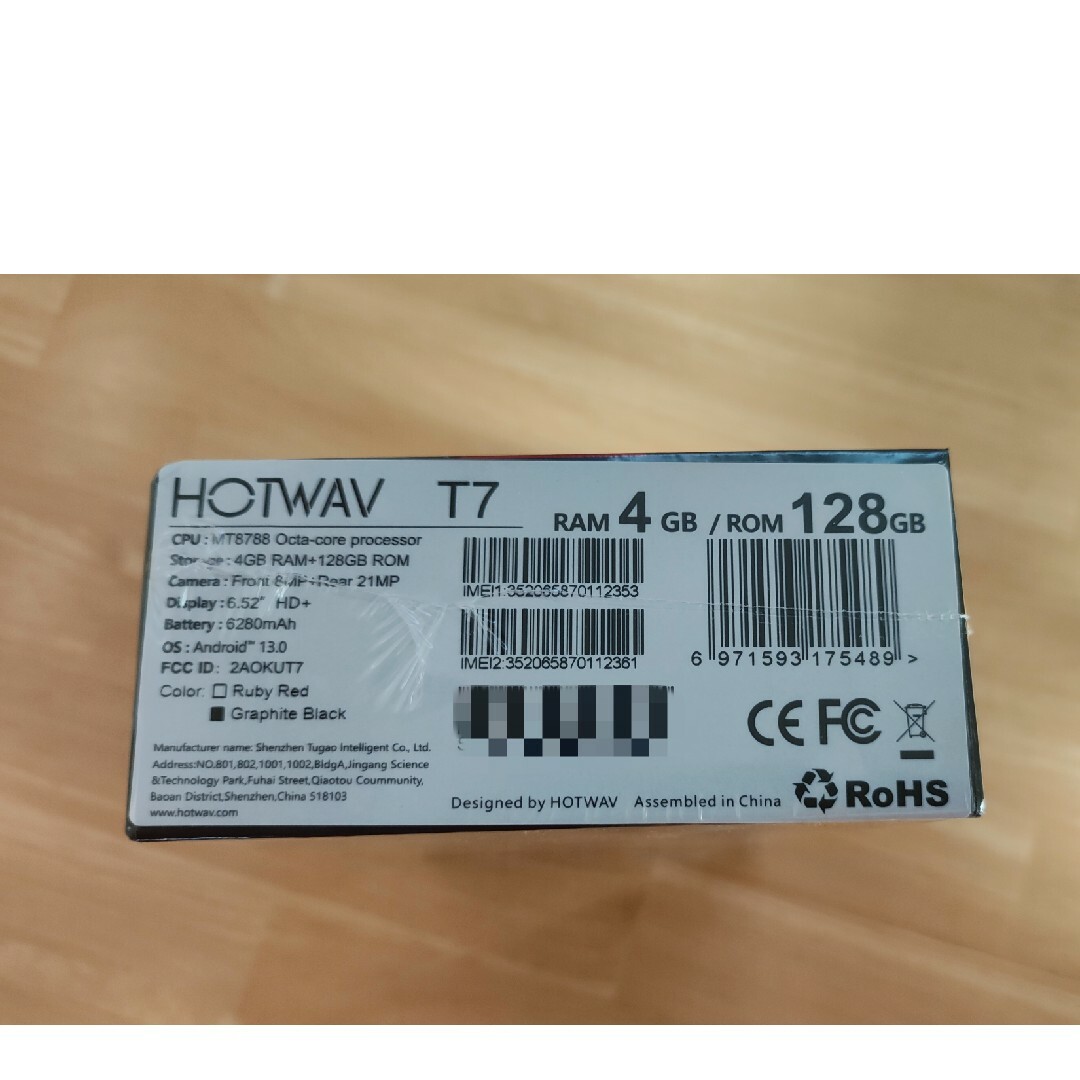 HOTWAV T7
RAM 4 GB / ROM 128GB
CPU : MT8788 Octa-core processor
Storage : 4GB RAM+128GB ROM
Camera : Front 8MP+Rear 21MP
Display : 6.52" HD+
Battery : 6280mAh
OS : Android™ 13.0
FCC ID : 2AOKUT7
Color: Ruby Red
Graphite Black
Manufacturer name: Shenzhen Tugao Intelligent Co., Ltd.
Address:NO.801,802,1001,1002,BldgA,Jingang Science
&Technology Park,Fuhai Street,Qiaotou Coummunity,
Baoan District,Shenzhen,China 518103
www.hotwav.com
IMEI1:352065870112353
IMEI2:352065870112361
6 971593 175489 >
CE FC
Designed by HOTWAV Assembled in China
RoHS